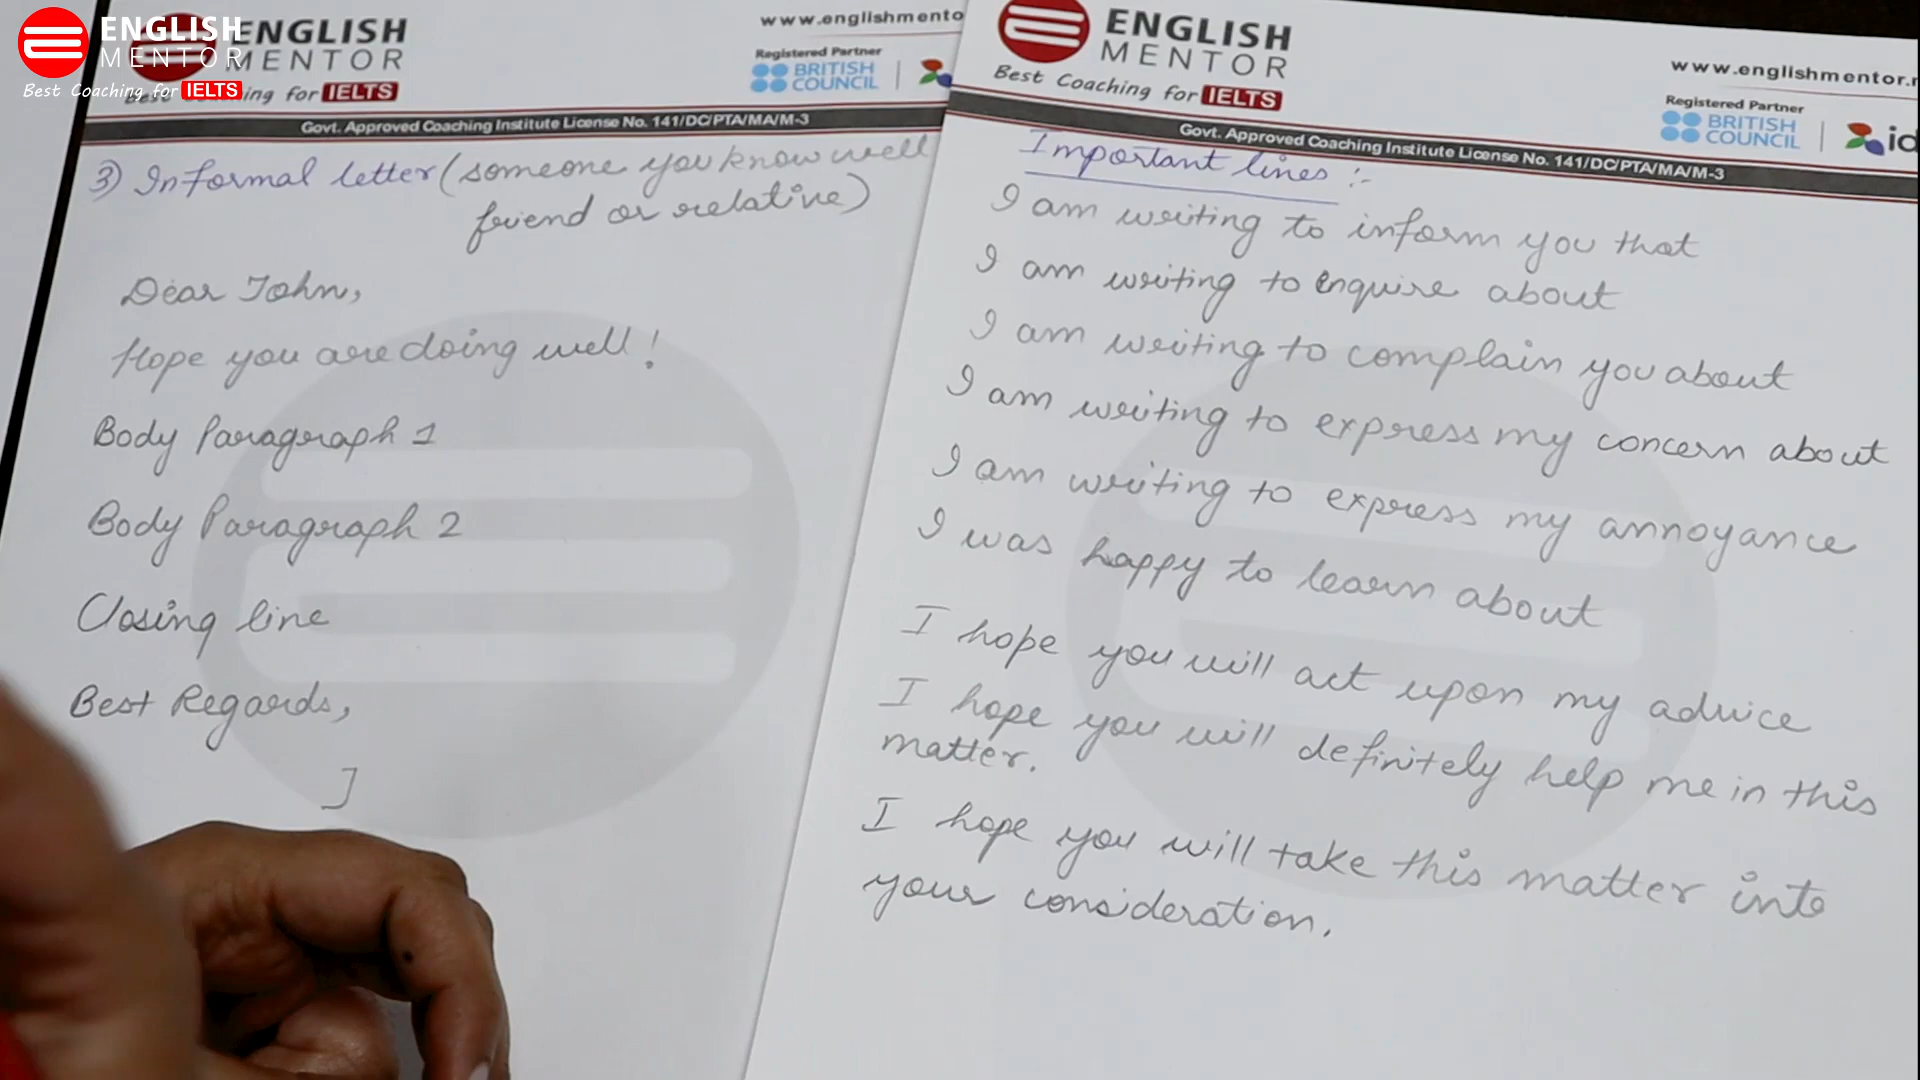 ENGLISH
MENTOR
Best Coaching for IELTS
ENGLISH
MENTOR
Best Coaching for IELTS
www.englishmento
Registered Partner
BRITISH
COUNCIL
Govt. Approved Coaching Institute License No. 141/DC/PTA/MA/M-3
3) Informal letter (someone you know well
friend or relative)
Dear John,
Hope you are doing well!
Body Paragraph 1
Body Paragraph 2
Closing line
Best Regards,
J
ENGLISH
MENTOR
Best Coaching for IELTS
www.englishmentor.
Registered Partner
BRITISH
COUNCIL
id
Govt. Approved Coaching Institute License No. 141/DC/PTA/MA/M-3
Important lines :-
I am writing to inform you that
I am writing to enquire about
I am writing to complain you about
I am writing to express my concern about
I am writing to express my annoyance
I was happy to learn about
I hope you will act upon my advice
I hope you will definitely help me in this
matter.
I hope you will take this matter into
your consideration.